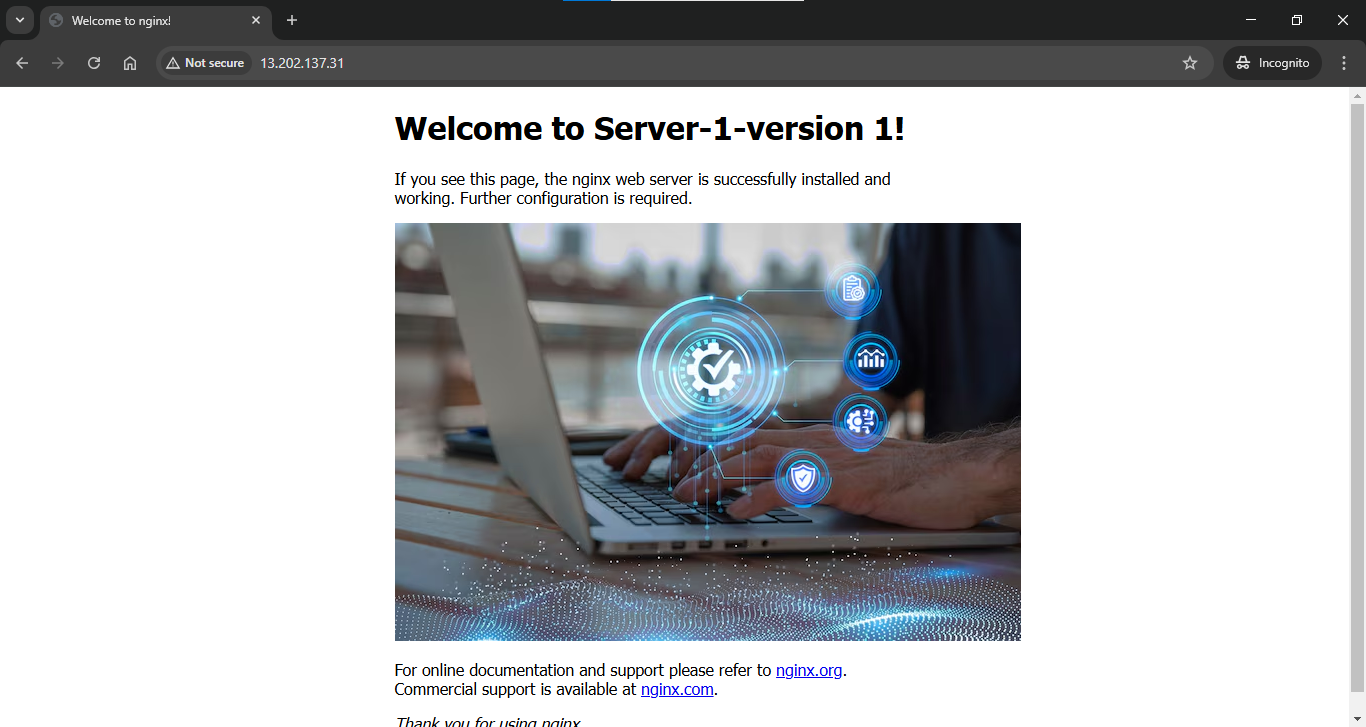 Welcome to nginx!
Not secure
13.202.137.31
Incognito
Welcome to Server-1-version 1!
If you see this page, the nginx web server is successfully installed and
working. Further configuration is required.
For online documentation and support please refer to nginx.org.
Commercial support is available at nginx.com.
Thank you for using nginx